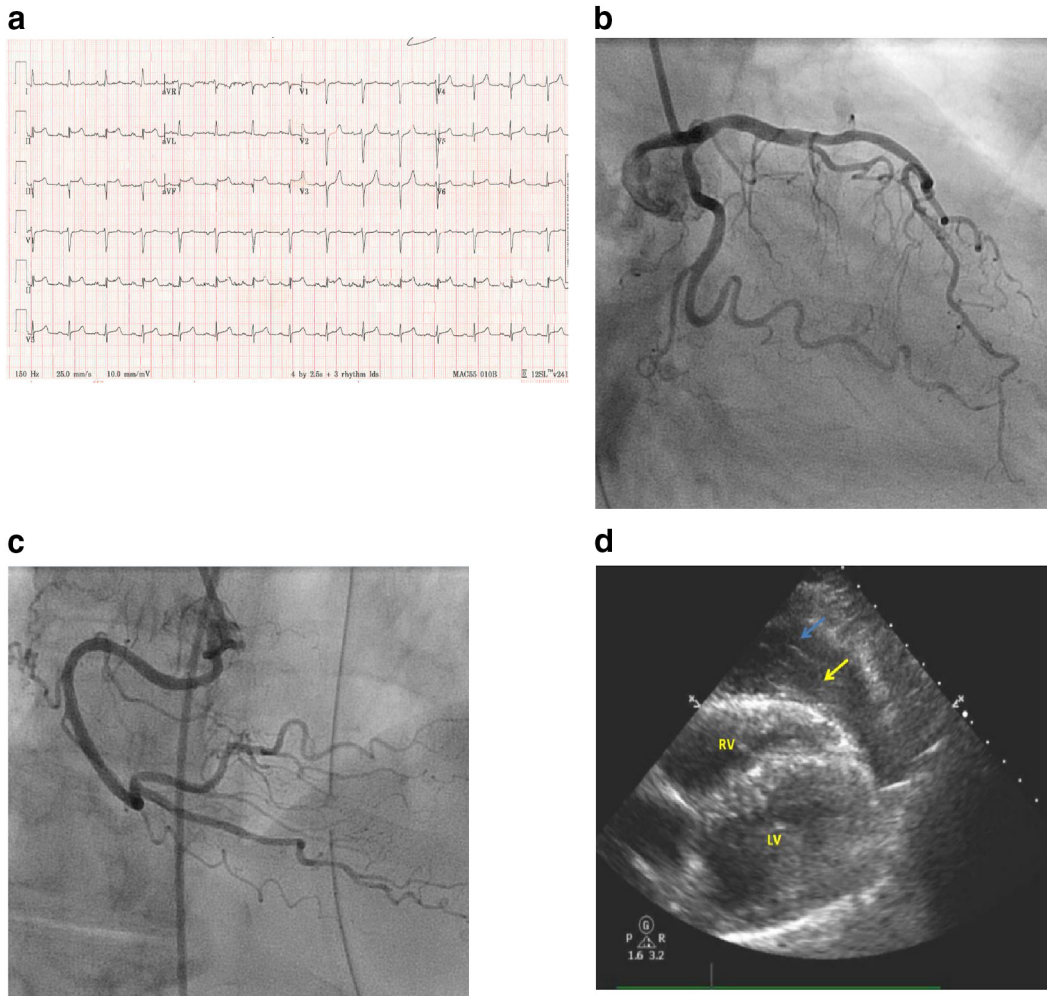 a
b
I aVR V1 V4
II aVL V2 V5
III aVF V3 V6
V1
II
V5
150 Hz 25.0 mm/s 10.0 mm/mV 4 by 2.5s + 3 rhythm lds MAC55 010B 12SL™ v241
c
d
RV
LV
G
P R
1.6 3.2